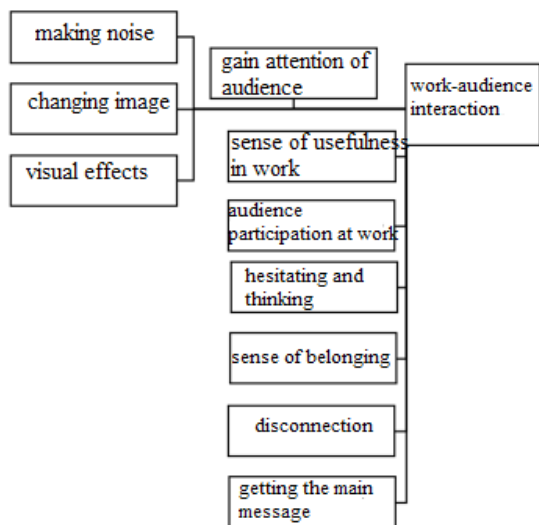 making noise
changing image
visual effects
gain attention of
audience
work-audience
interaction
sense of usefulness
in work
audience
participation at work
hesitating and
thinking
sense of belonging
disconnection
getting the main
message